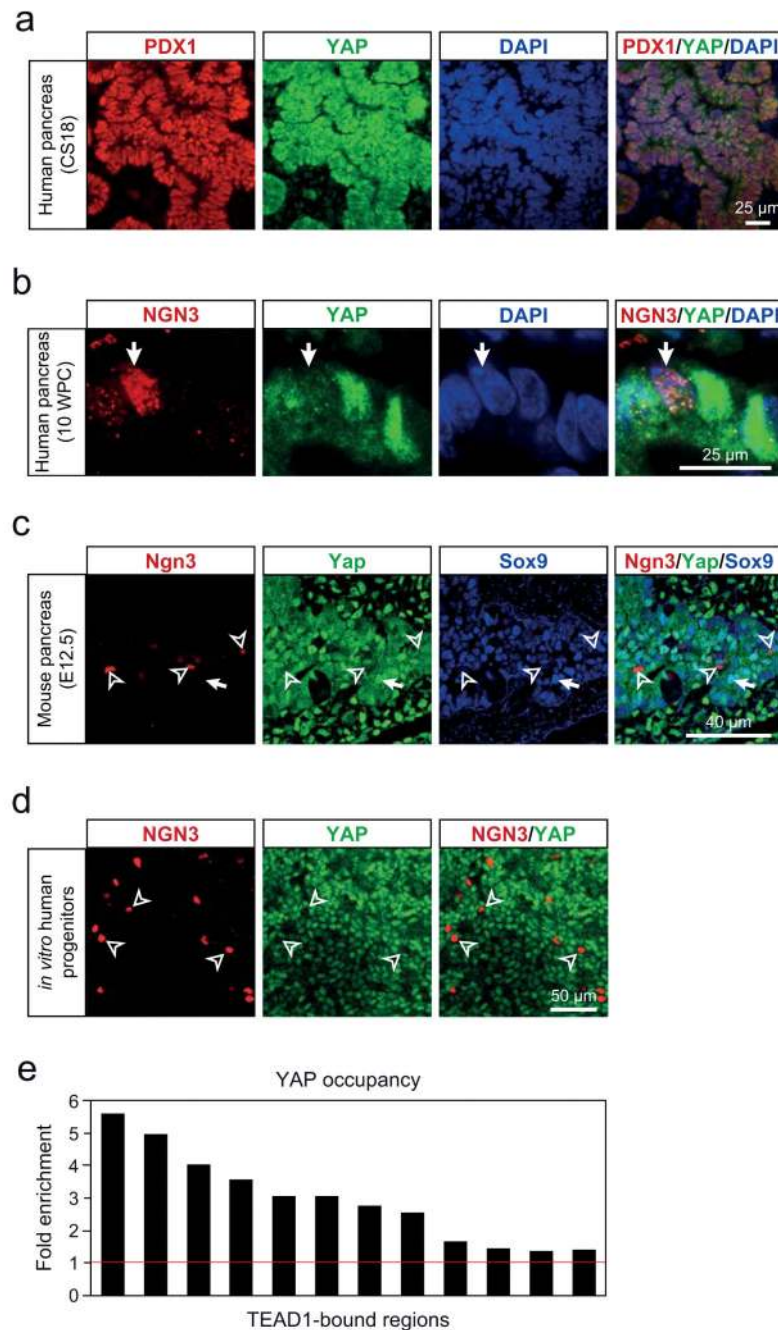 a
PDX1
YAP
DAPI
PDX1/YAP/DAPI
Human pancreas
(CS18)
25 µm
b
NGN3
YAP
DAPI
NGN3/YAP/DAPI
Human pancreas
(10 WPC)
25 µm
c
Ngn3
Yap
Sox9
Ngn3/Yap/Sox9
Mouse pancreas
(E12.5)
40 µm
d
NGN3
YAP
NGN3/YAP
in vitro human
progenitors
50 µm
e
YAP occupancy
Fold enrichment
6
5
4
3
2
1
0
TEAD1-bound regions